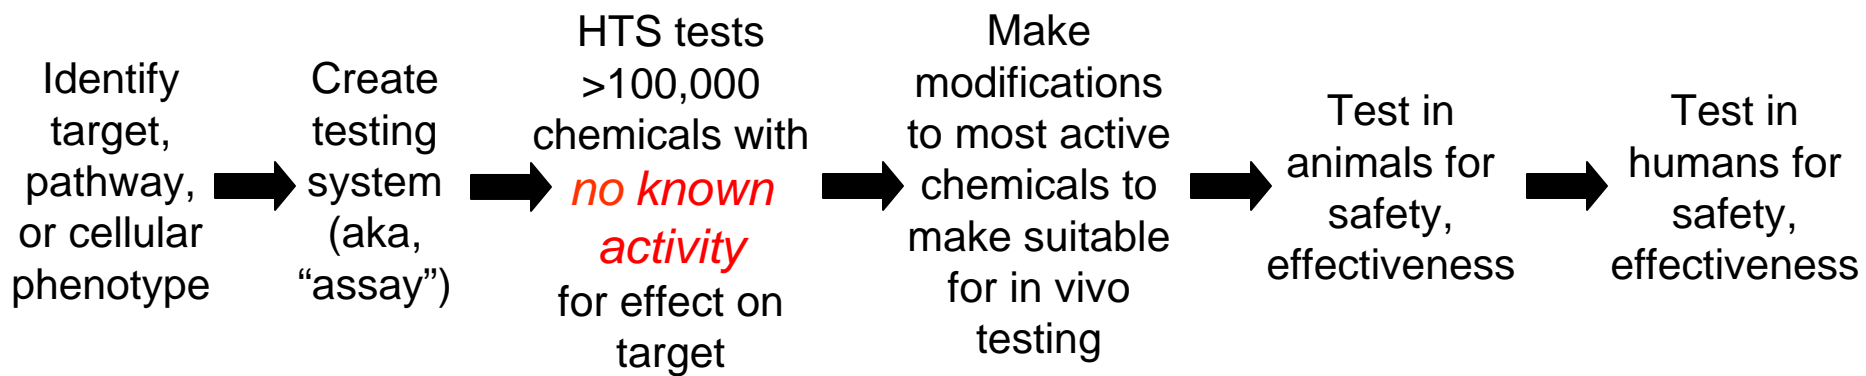 Identify
target,
pathway,
or cellular
phenotype
Create
testing
system
(aka,
“assay”)
HTS tests
>100,000
chemicals with
no known
activity
for effect on
target
Make
modifications
to most active
chemicals to
make suitable
for in vivo
testing
Test in
animals for
safety,
effectiveness
Test in
humans for
safety,
effectiveness